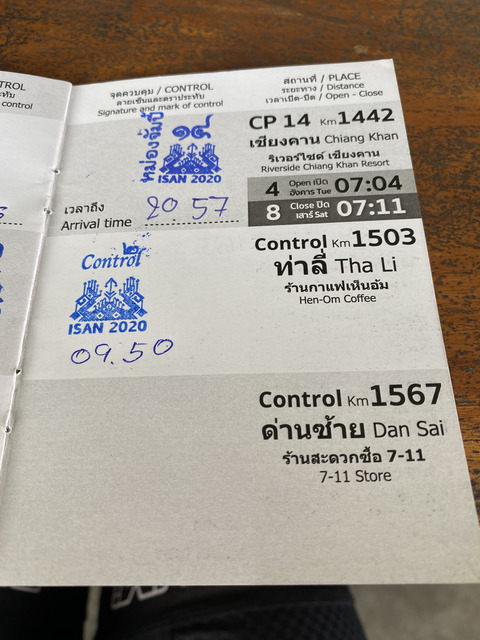 TROL
ะทับ
control
จุดควบคุม / CONTROL
ลายเซ็นและตราประทับ
Signature and mark of control
สถานที่ / PLACE
ระยะทาง / Distance
เวลาเปิด-ปิด / Open - Close
๑๔
ISAN 2020
เวลาถึง
Arrival time
20.57
CP 14 Km 1442
เชียงคาน Chiang Khan
ริเวอร์ไซด์ เชียงคาน
Riverside Chiang Khan Resort
4 Open เปิด อังคาร Tue 07:04
8 Close ปิด เสาร์ Sat 07:11
Control ๒
ISAN 2020
09.50
Control Km 1503
ท่าลี่ Tha Li
ร้านกาแฟเห็นอ้ม
Hen-Om Coffee
Control Km 1567
ด่านซ้าย Dan Sai
ร้านสะดวกซื้อ 7-11
7-11 Store